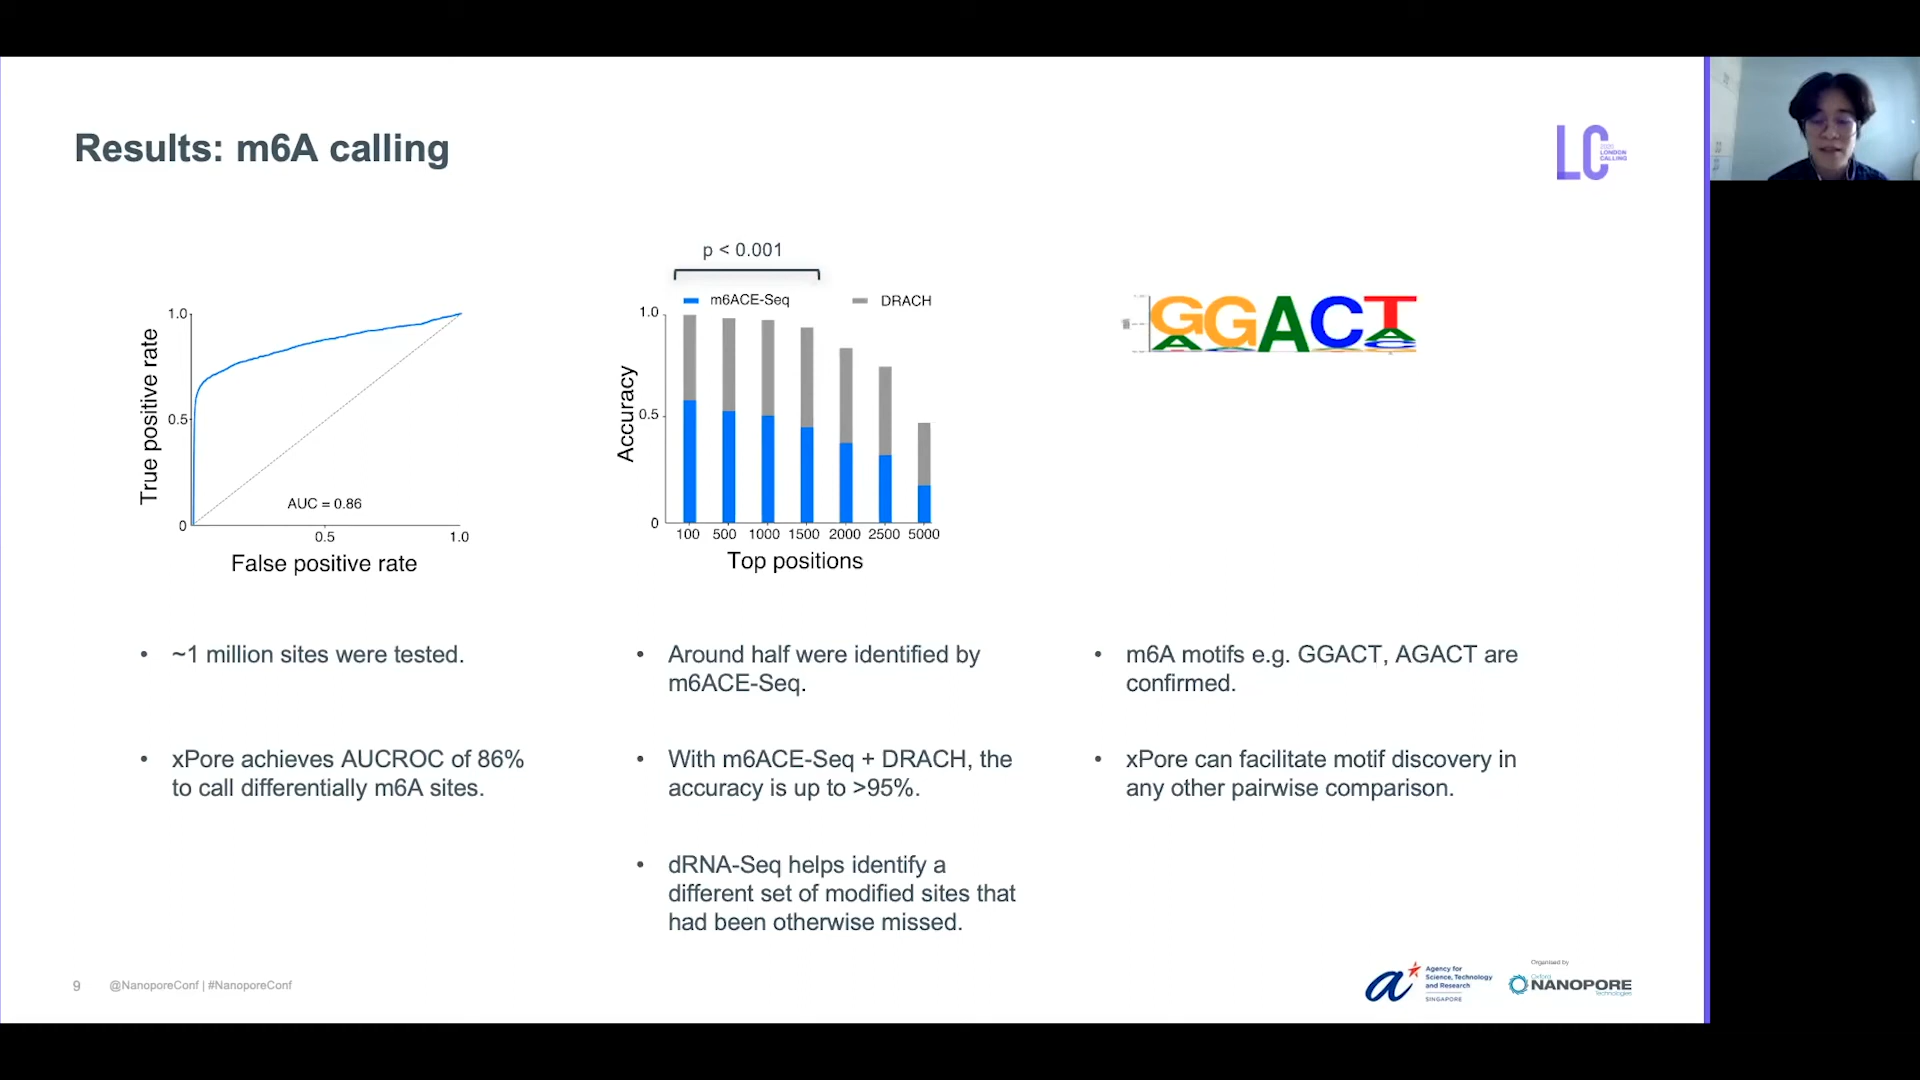 Results: m6A calling
LC
2020
LONDON
CALLING
1.0
0.5
0
0.5
1.0
True positive rate
AUC = 0.86
False positive rate
p < 0.001
m6ACE-Seq
DRACH
1.0
0.5
0
Accuracy
100 500 1000 1500 2000 2500 5000
Top positions
GGACT
• ~1 million sites were tested.
• xPore achieves AUCROC of 86%
to call differentially m6A sites.
• Around half were identified by
m6ACE-Seq.
• With m6ACE-Seq + DRACH, the
accuracy is up to >95%.
• dRNA-Seq helps identify a
different set of modified sites that
had been otherwise missed.
• m6A motifs e.g. GGACT, AGACT are
confirmed.
• xPore can facilitate motif discovery in
any other pairwise comparison.
9 @NanoporeConf | #NanoporeConf
Agency for
Science, Technology
and Research
SINGAPORE
Organised by
Oxford
NANOPORE
Technologies